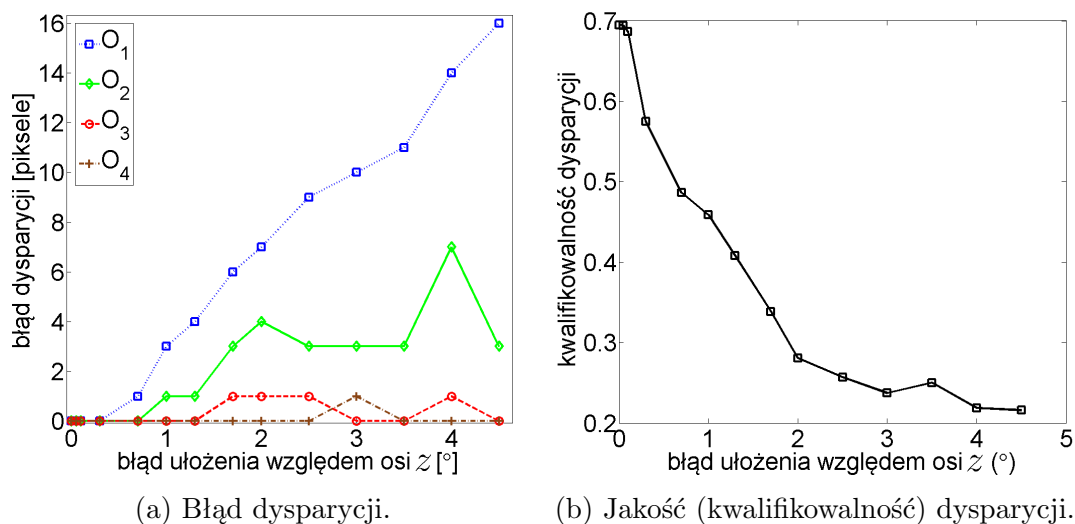 16
14
12
10
8
6
4
2
0
błąd dysparycji [piksele]
O1
O2
O3
O4
0 1 2 3 4
błąd ułożenia względem osi z [°]
(a) Błąd dysparycji.
0.7
0.6
0.5
0.4
0.3
0.2
kwalifikowalność dysparycji
0 1 2 3 4 5
błąd ułożenia względem osi z (°)
(b) Jakość (kwalifikowalność) dysparycji.